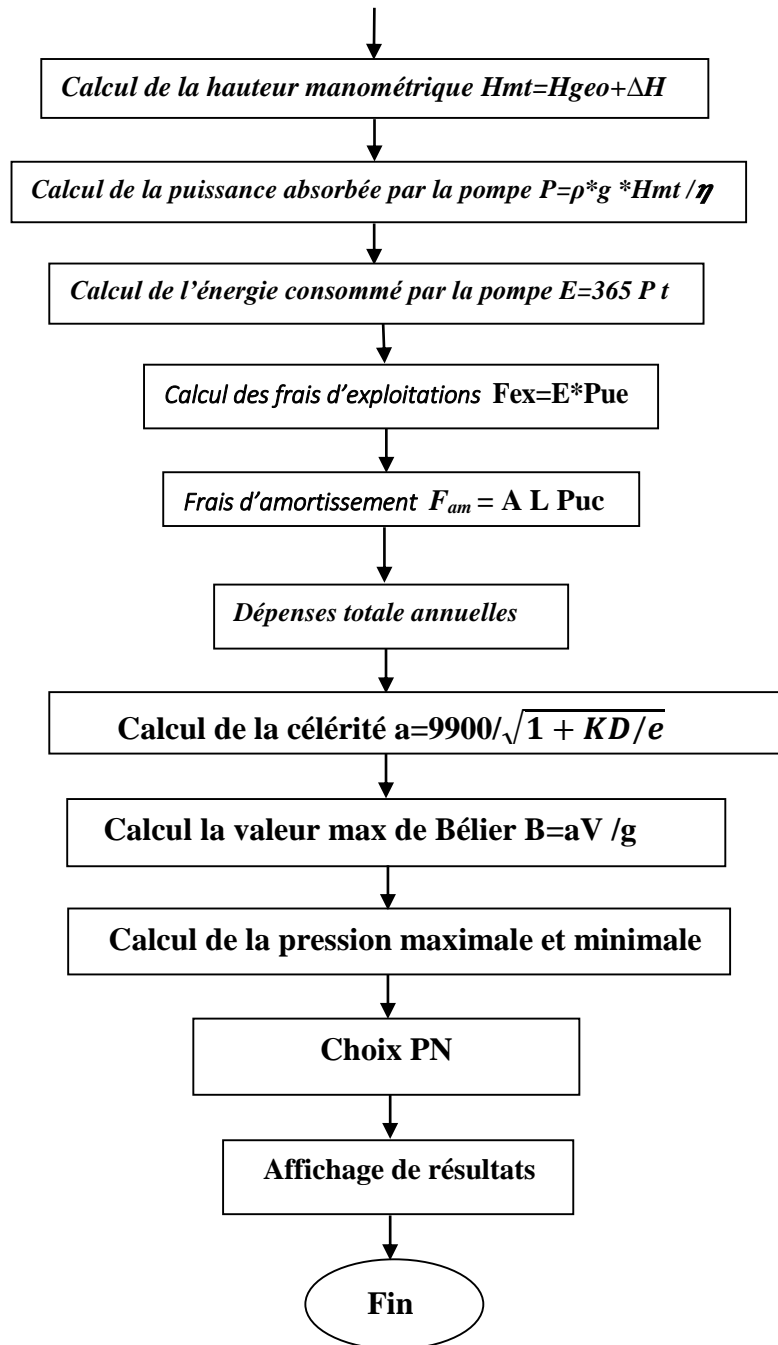 Calcul de la hauteur manométrique Hmt=Hgeo+ΔH
Calcul de la puissance absorbée par la pompe P=ρ*g *Hmt /η
Calcul de l’énergie consommé par la pompe E=365 P t
Calcul des frais d’exploitations Fex=E*Pue
Frais d’amortissement Fam = A L Puc
Dépenses totale annuelles
Calcul de la célérité a=9900/√1 + KD/e
Calcul la valeur max de Bélier B=aV /g
Calcul de la pression maximale et minimale
Choix PN
Affichage de résultats
Fin